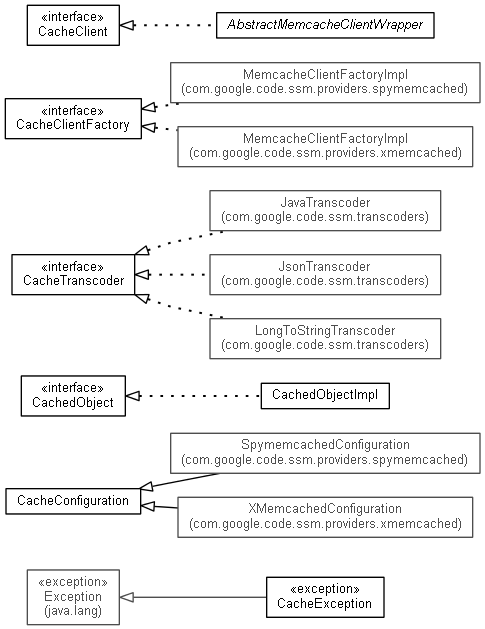 «interface»
CacheClient
AbstractMemcacheClientWrapper
«interface»
CacheClientFactory
MemcacheClientFactoryImpl
(com.google.code.ssm.providers.spymemcached)
MemcacheClientFactoryImpl
(com.google.code.ssm.providers.xmemcached)
«interface»
CacheTranscoder
JavaTranscoder
(com.google.code.ssm.transcoders)
JsonTranscoder
(com.google.code.ssm.transcoders)
LongToStringTranscoder
(com.google.code.ssm.transcoders)
«interface»
CachedObject
CachedObjectImpl
CacheConfiguration
SpymemcachedConfiguration
(com.google.code.ssm.providers.spymemcached)
XMemcachedConfiguration
(com.google.code.ssm.providers.xmemcached)
«exception»
Exception
(java.lang)
«exception»
CacheException